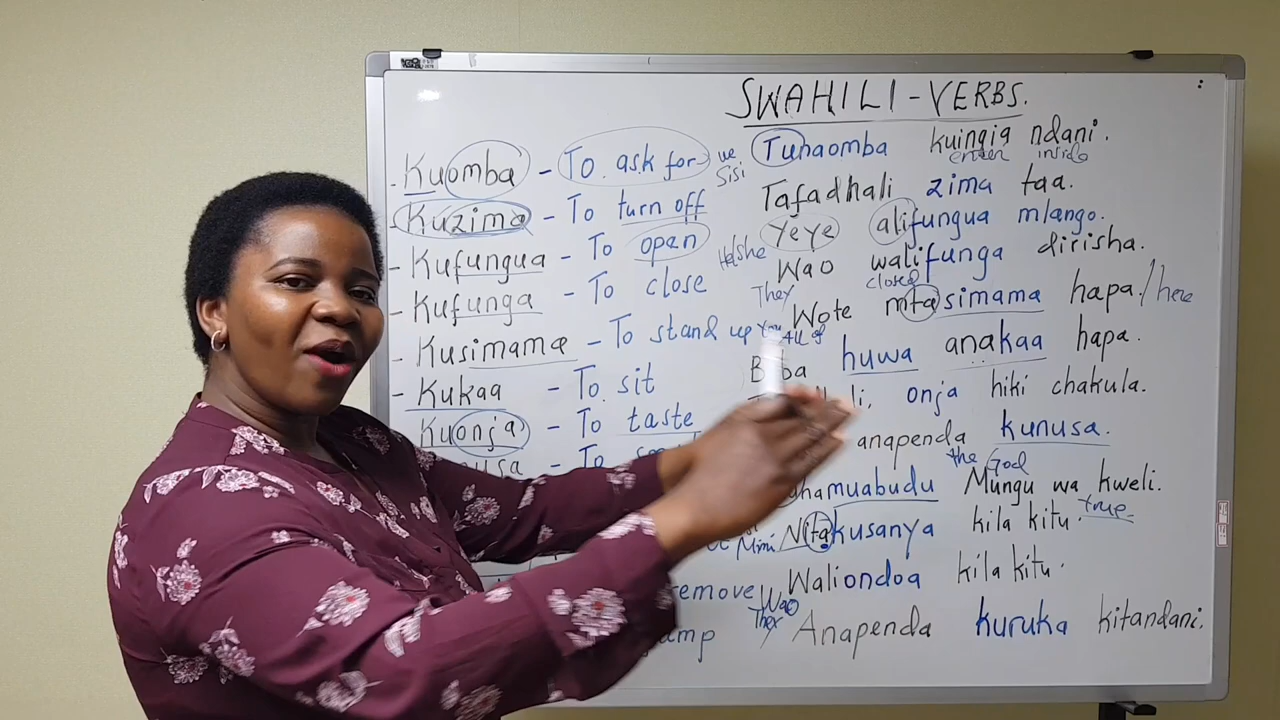 SWAHILI - VERBS.
Kuomba - To ask for we Sisi Tunaomba kuingia ndani.
enter inside
Kuzima - To turn off Tafadhali zima taa.
Kufungua - To open He/she Yeye alifungua mlango.
Kufunga - To close They Wao walifunga dirisha.
closed
Kusimama - To stand up You All of Wote mtasimama hapa. / here
Kukaa - To sit huwa anakaa hapa.
Kuonja - To taste onja hiki chakula.
To anapenda kunusa.
the God
muabudu Mungu wa kweli.
true
Mimi Nitakusanya kila kitu.
remove Waliondoa kila kitu.
Wao They
Anapenda kuruka kitandani.